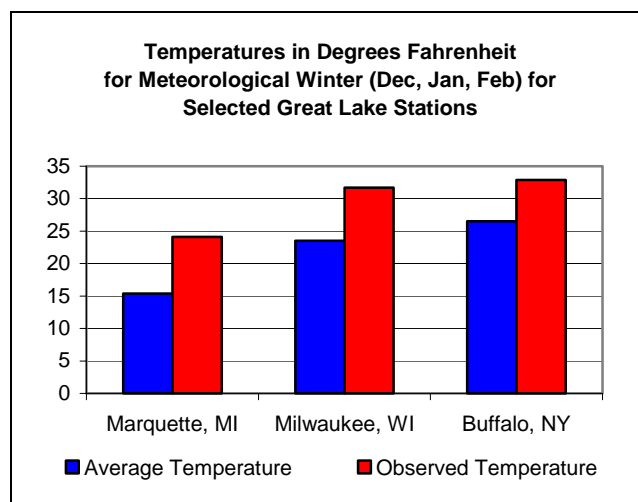 Temperatures in Degrees Fahrenheit
for Meteorological Winter (Dec, Jan, Feb) for
Selected Great Lake Stations
35
30
25
20
15
10
5
0
Marquette, MI
Milwaukee, WI
Buffalo, NY
Average Temperature
Observed Temperature